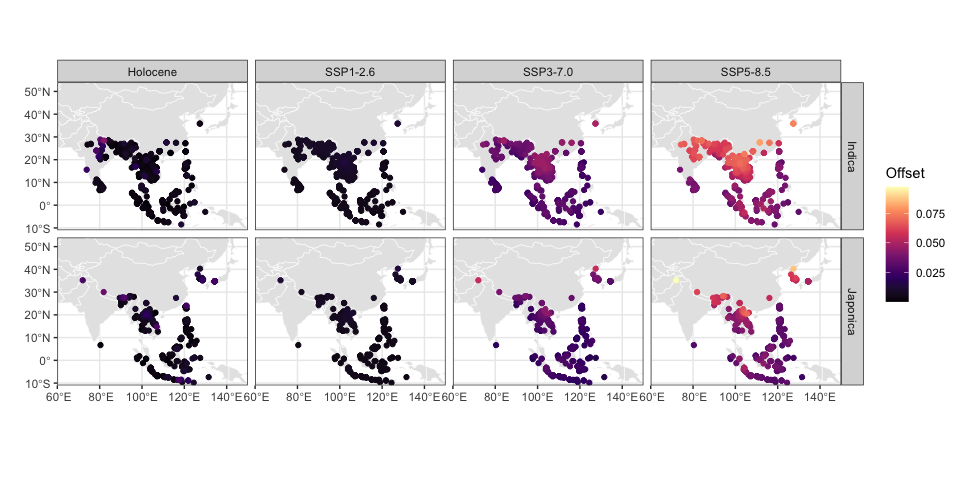 Holocene SSP1-2.6 SSP3-7.0 SSP5-8.5
50°N
40°N
30°N
20°N
10°N
0°
10°S
Indica
50°N
40°N
30°N
20°N
10°N
0°
10°S
Japonica
60°E 80°E 100°E 120°E 140°E 60°E 80°E 100°E 120°E 140°E 60°E 80°E 100°E 120°E 140°E 60°E 80°E 100°E 120°E 140°E
Offset
0.075
0.050
0.025